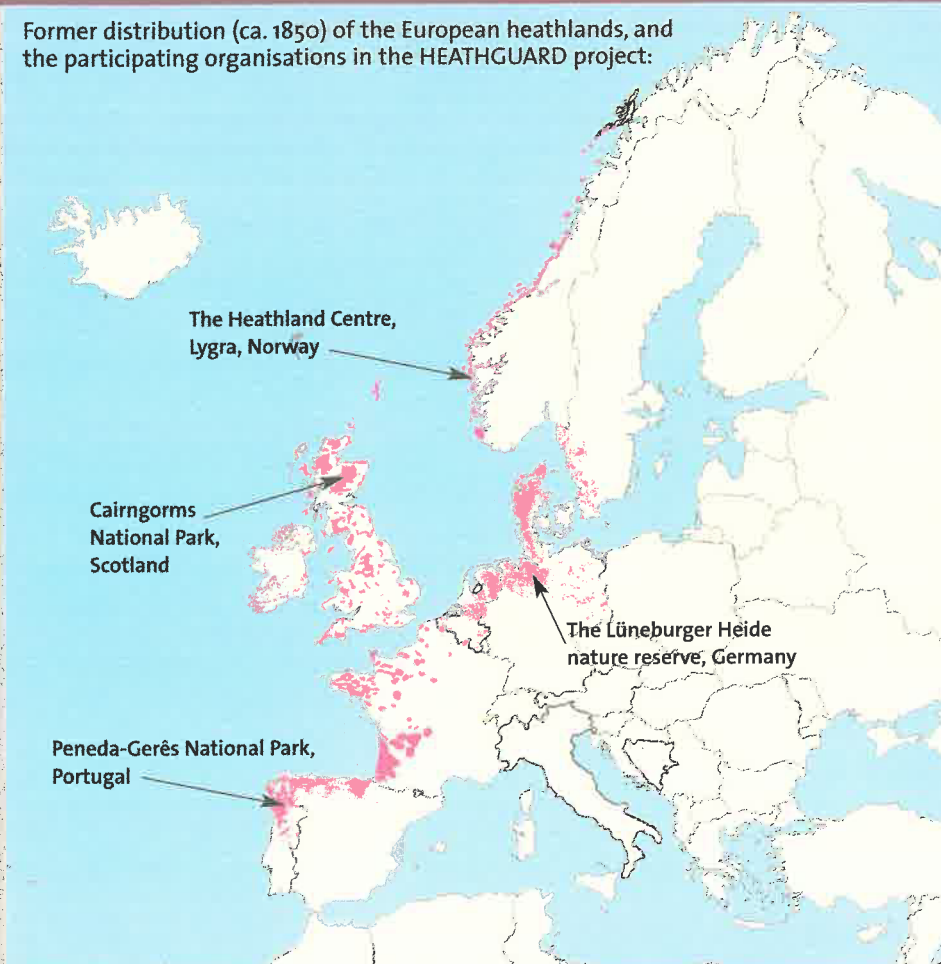 Former distribution (ca. 1850) of the European heathlands, and
the participating organisations in the HEATHGUARD project:
The Heathland Centre,
Lygra, Norway
Cairngorms
National Park,
Scotland
The Lüneburger Heide
nature reserve, Germany
Peneda-Gerês National Park,
Portugal